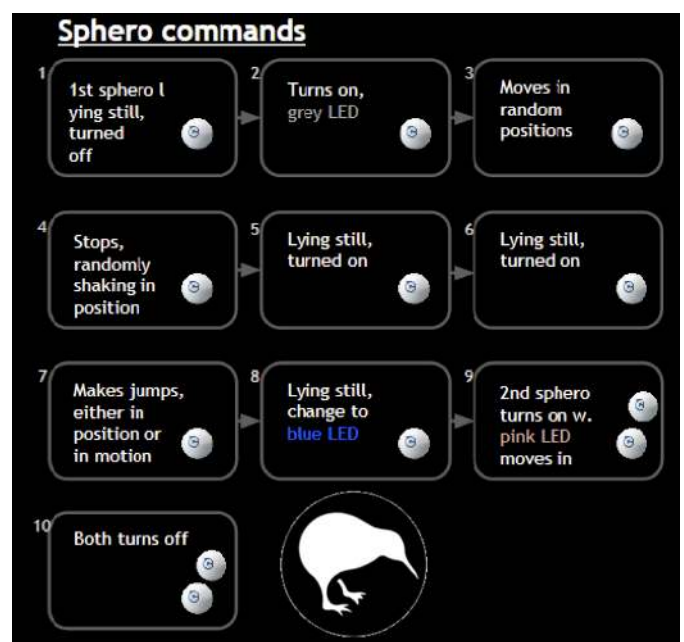 Sphero commands
1
1st sphero l
ying still,
turned
off
2
Turns on,
grey LED
3
Moves in
random
positions
4
Stops,
randomly
shaking in
position
5
Lying still,
turned on
6
Lying still,
turned on
7
Makes jumps,
either in
position or
in motion
8
Lying still,
change to
blue LED
9
2nd sphero
turns on w.
pink LED
moves in
10
Both turns off